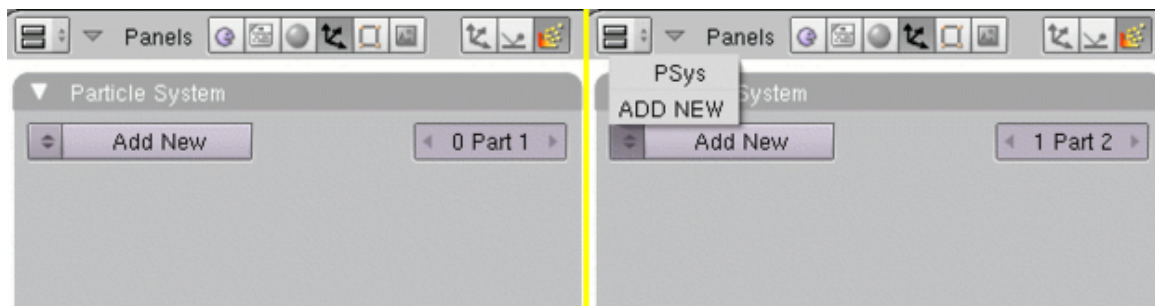 Panels
Particle System
Add New
0 Part 1
Panels
PSys
ADD NEW
System
Add New
1 Part 2